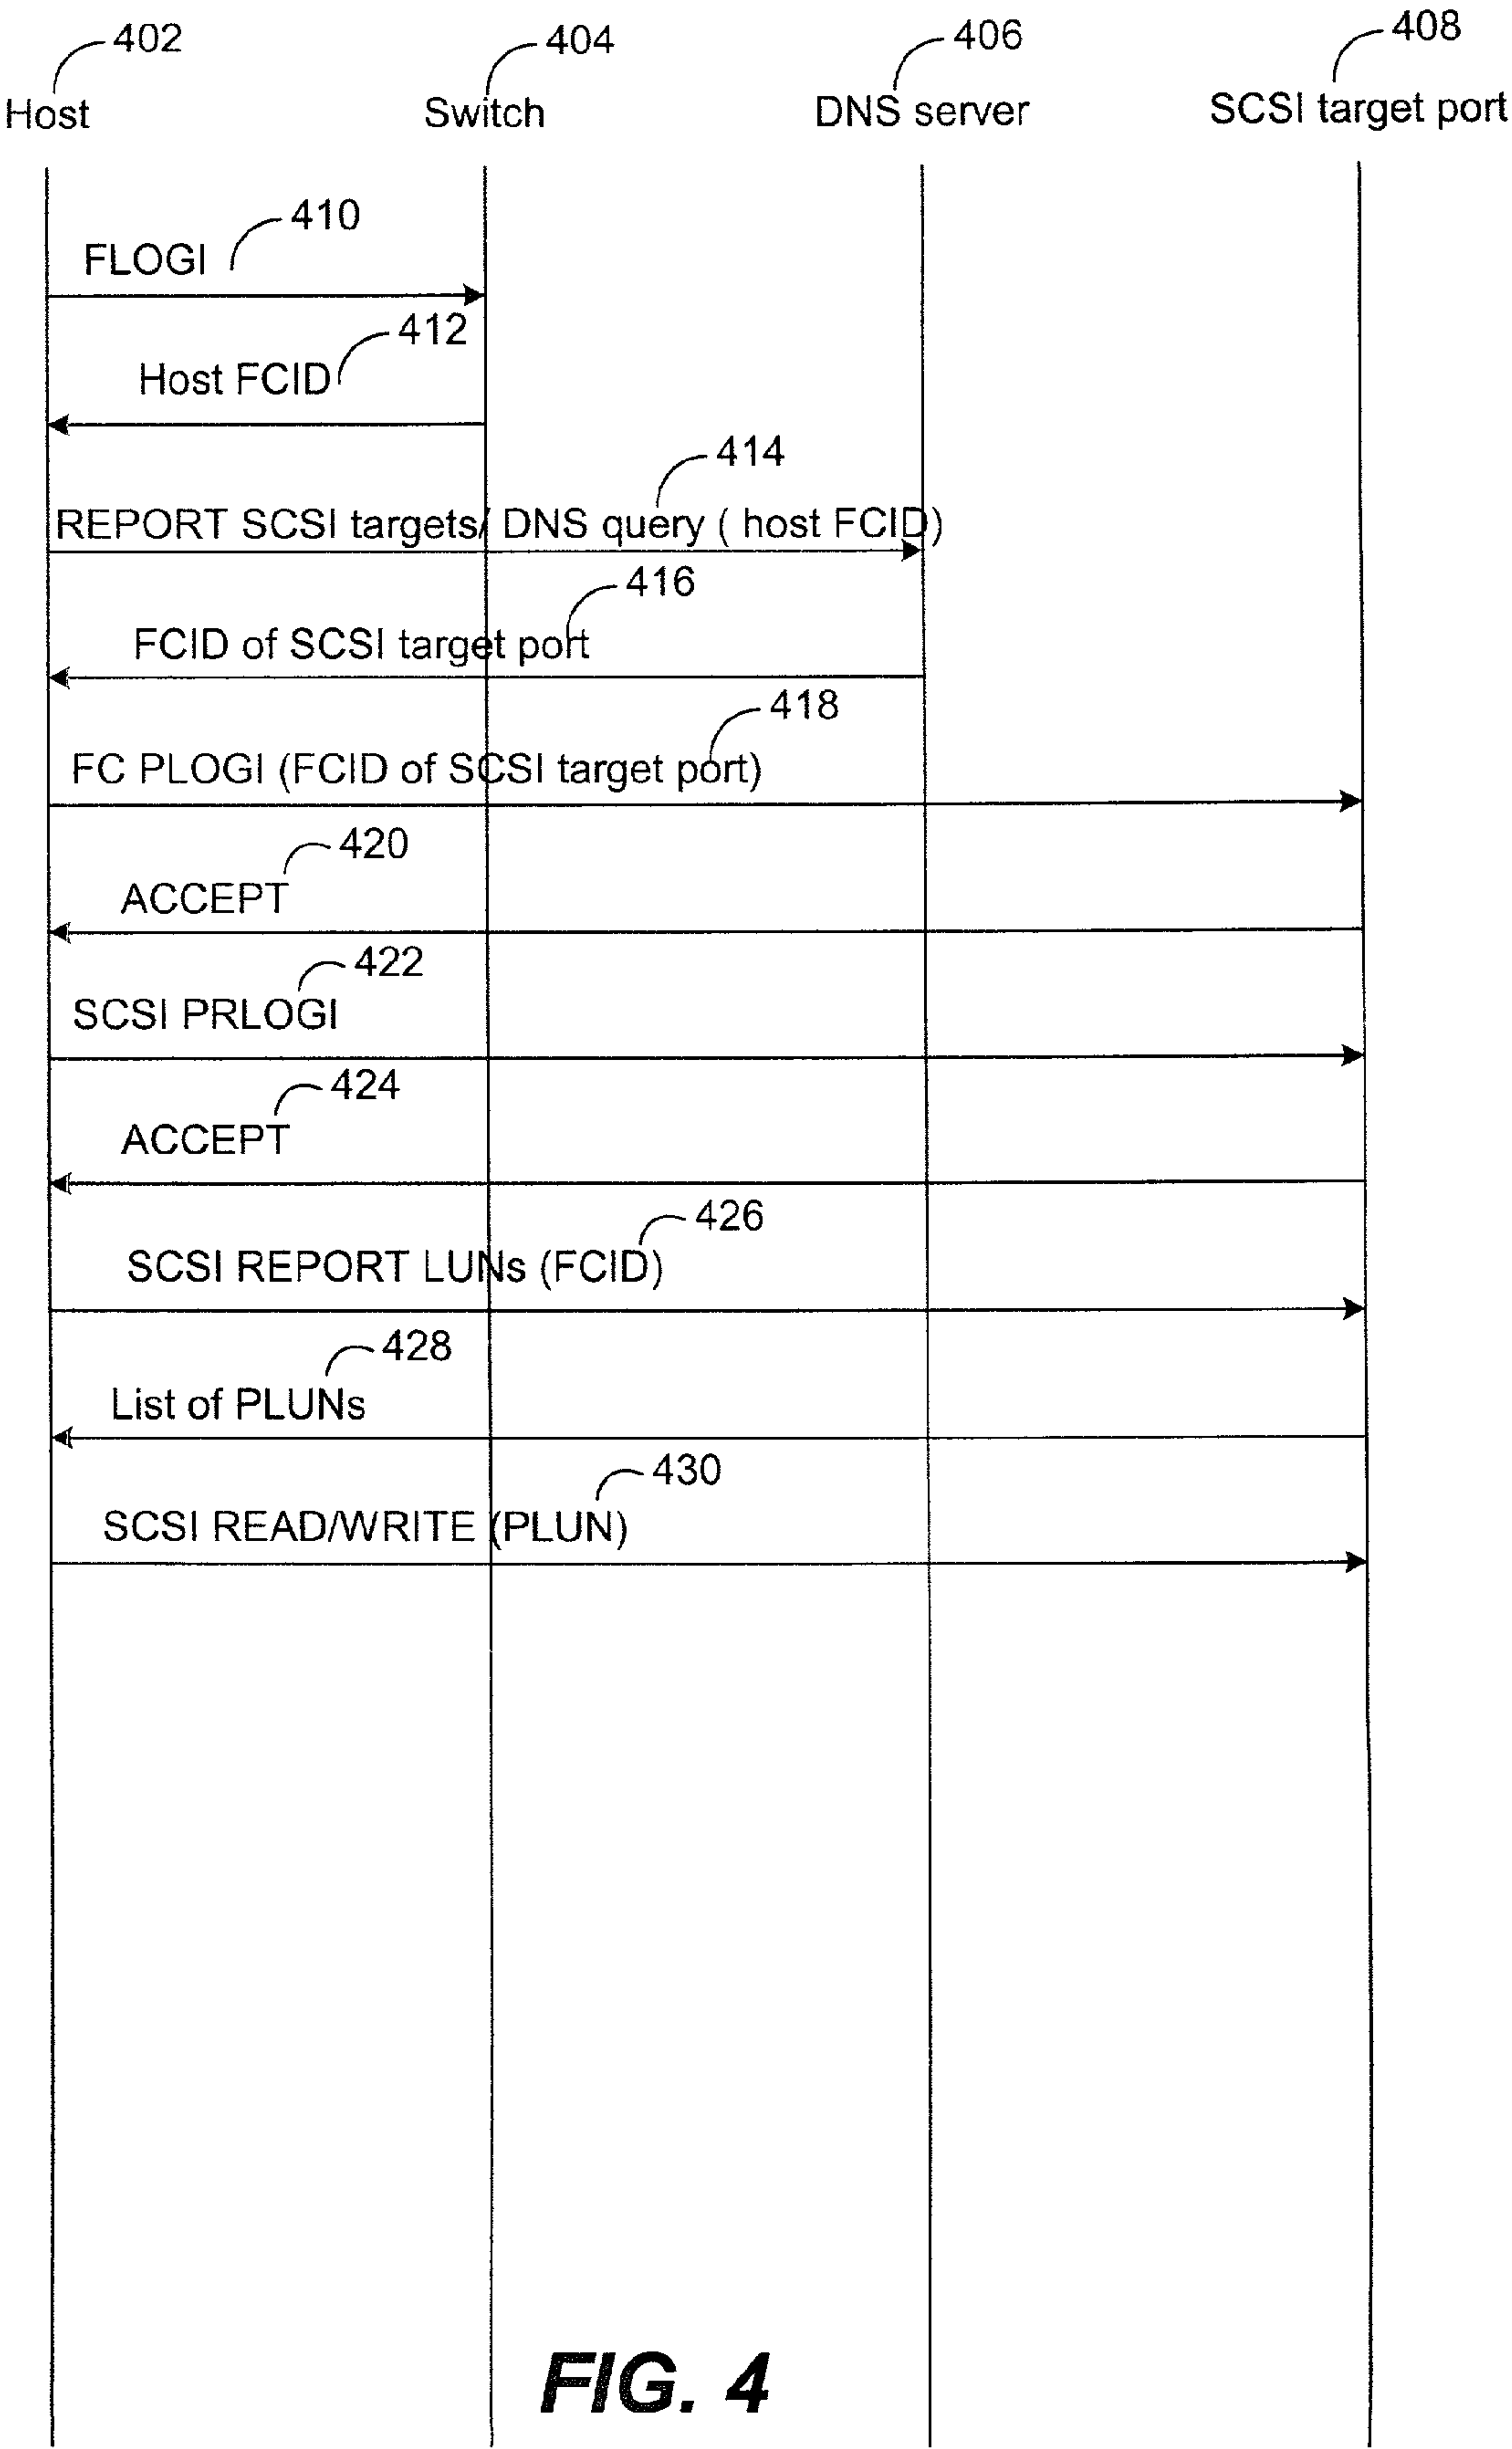 402
404
406
408
Host
Switch
DNS server
SCSI target port
410
FLOGI
412
Host FCID
414
REPORT SCSI targets/ DNS query ( host FCID)
416
FCID of SCSI target port
418
FC PLOGI (FCID of SCSI target port)
420
ACCEPT
422
SCSI PRLOGI
424
ACCEPT
426
SCSI REPORT LUNs (FCID)
428
List of PLUNs
430
SCSI READ/WRITE (PLUN)
FIG. 4